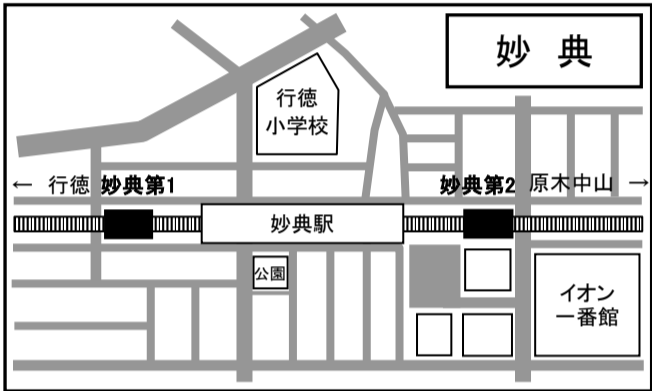 妙典
行徳
小学校
← 行徳 妙典第1
妙典第2 原木中山 →
妙典駅
公園
イオン
一番館